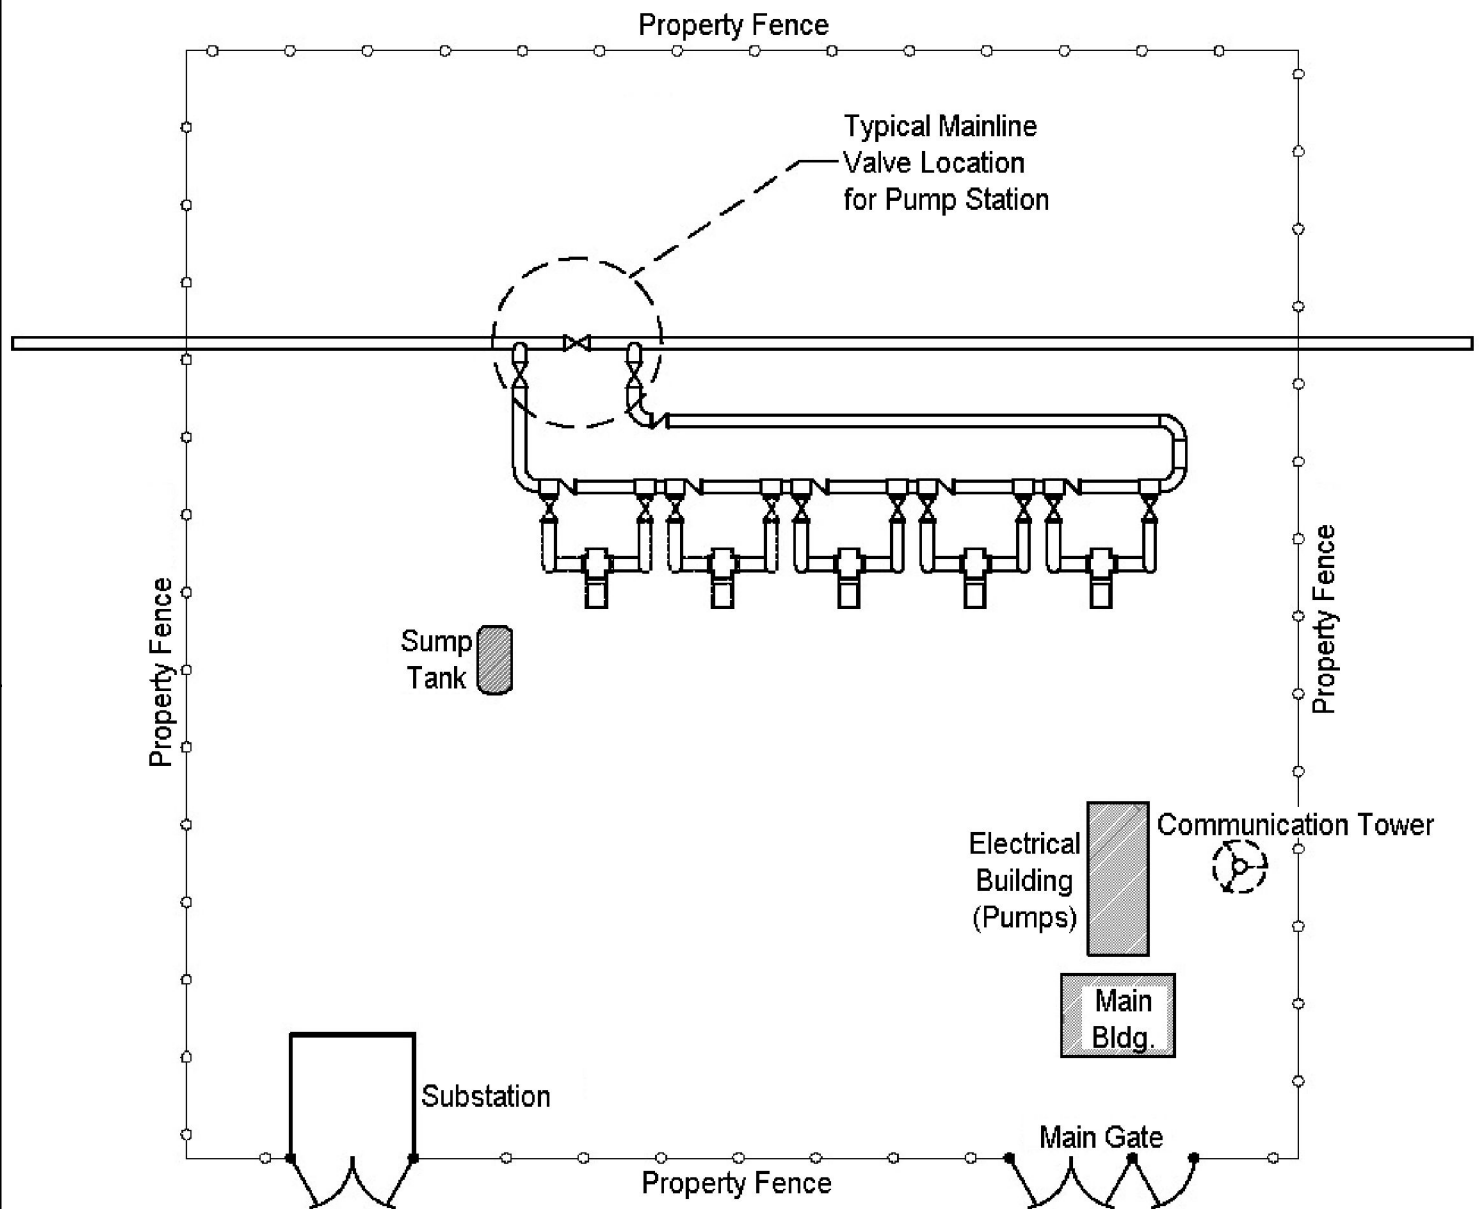 Property Fence
Typical Mainline
Valve Location
for Pump Station
Property Fence
Property Fence
Sump
Tank
Communication Tower
Electrical
Building
(Pumps)
Main
Bldg.
Substation
Main Gate
Property Fence